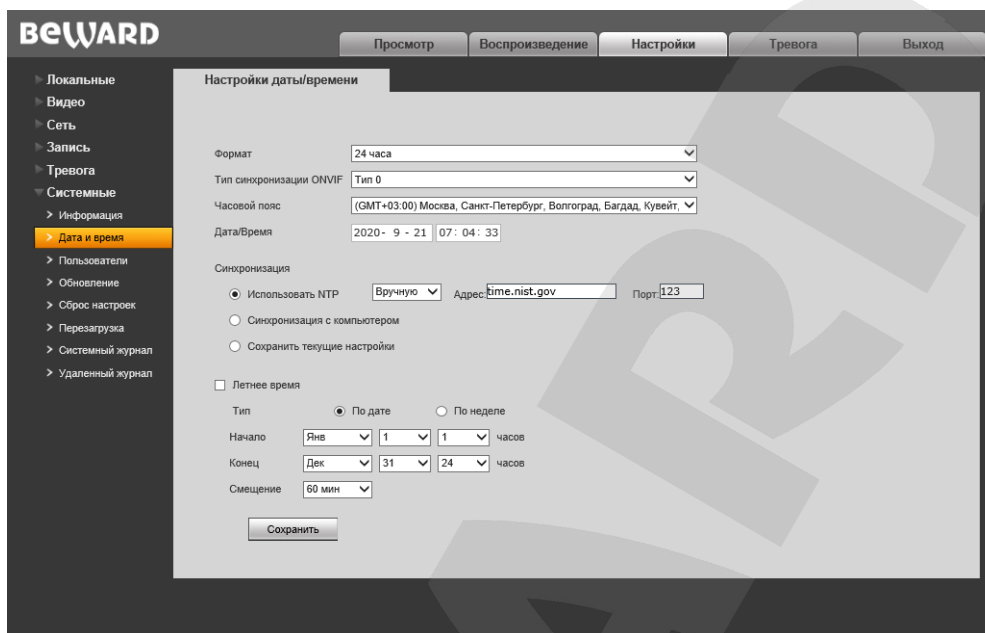 BEWARD
Просмотр Воспроизведение Настройки Тревога Выход
Локальные
Видео
Сеть
Запись
Тревога
Системные
Информация
Дата и время
Пользователи
Обновление
Сброс настроек
Перезагрузка
Системный журнал
Удаленный журнал
Настройки даты/времени
Формат 24 часа
Тип синхронизации ONVIF Тип 0
Часовой пояс (GMT+03:00) Москва, Санкт-Петербург, Волгоград, Багдад, Кувейт,
Дата/Время 2020- 9 - 21 07: 04: 33
Синхронизация
Использовать NTP Вручную Адрес: time.nist.gov Порт: 123
Синхронизация с компьютером
Сохранить текущие настройки
Летнее время
Тип По дате По неделе
Начало Янв 1 1 часов
Конец Дек 31 24 часов
Смещение 60 мин
Сохранить